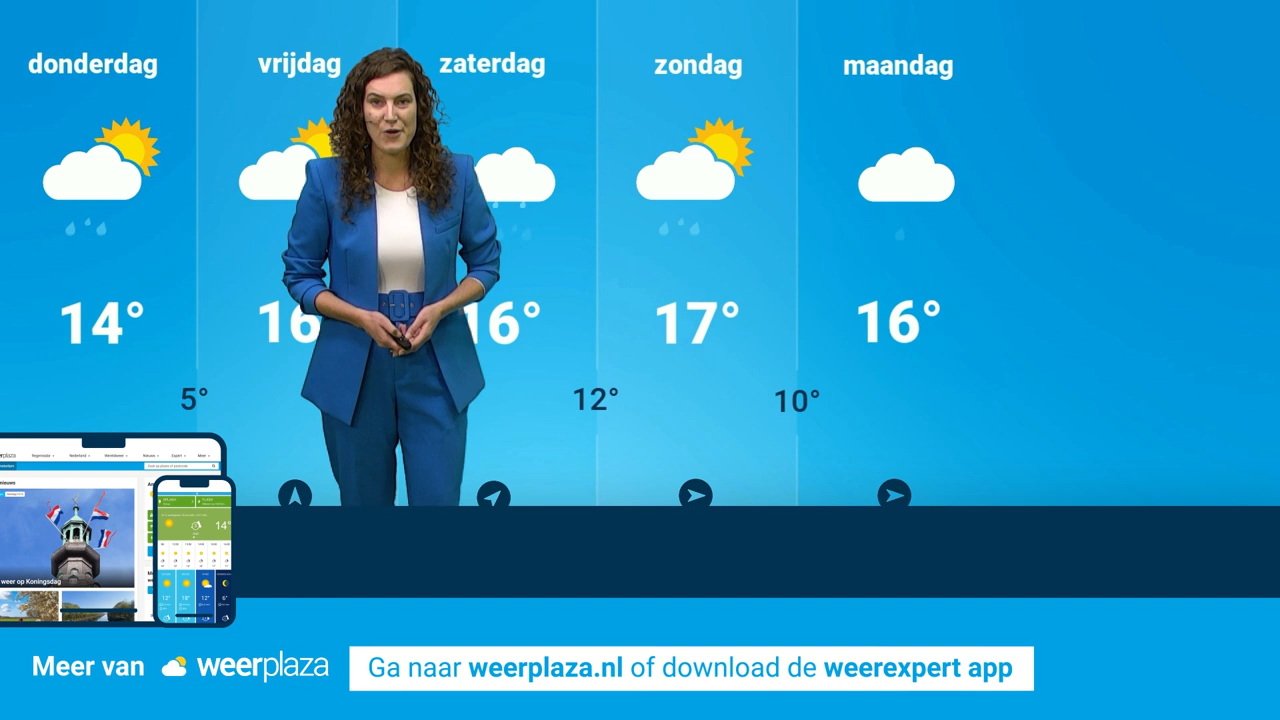 donderdag vrijdag zaterdag zondag maandag
14° 16 16° 17° 16°
5° 12° 10°
weer op Koningsdag
14°
Meer van weerplaza
Ga naar weerplaza.nl of download de weerexpert app